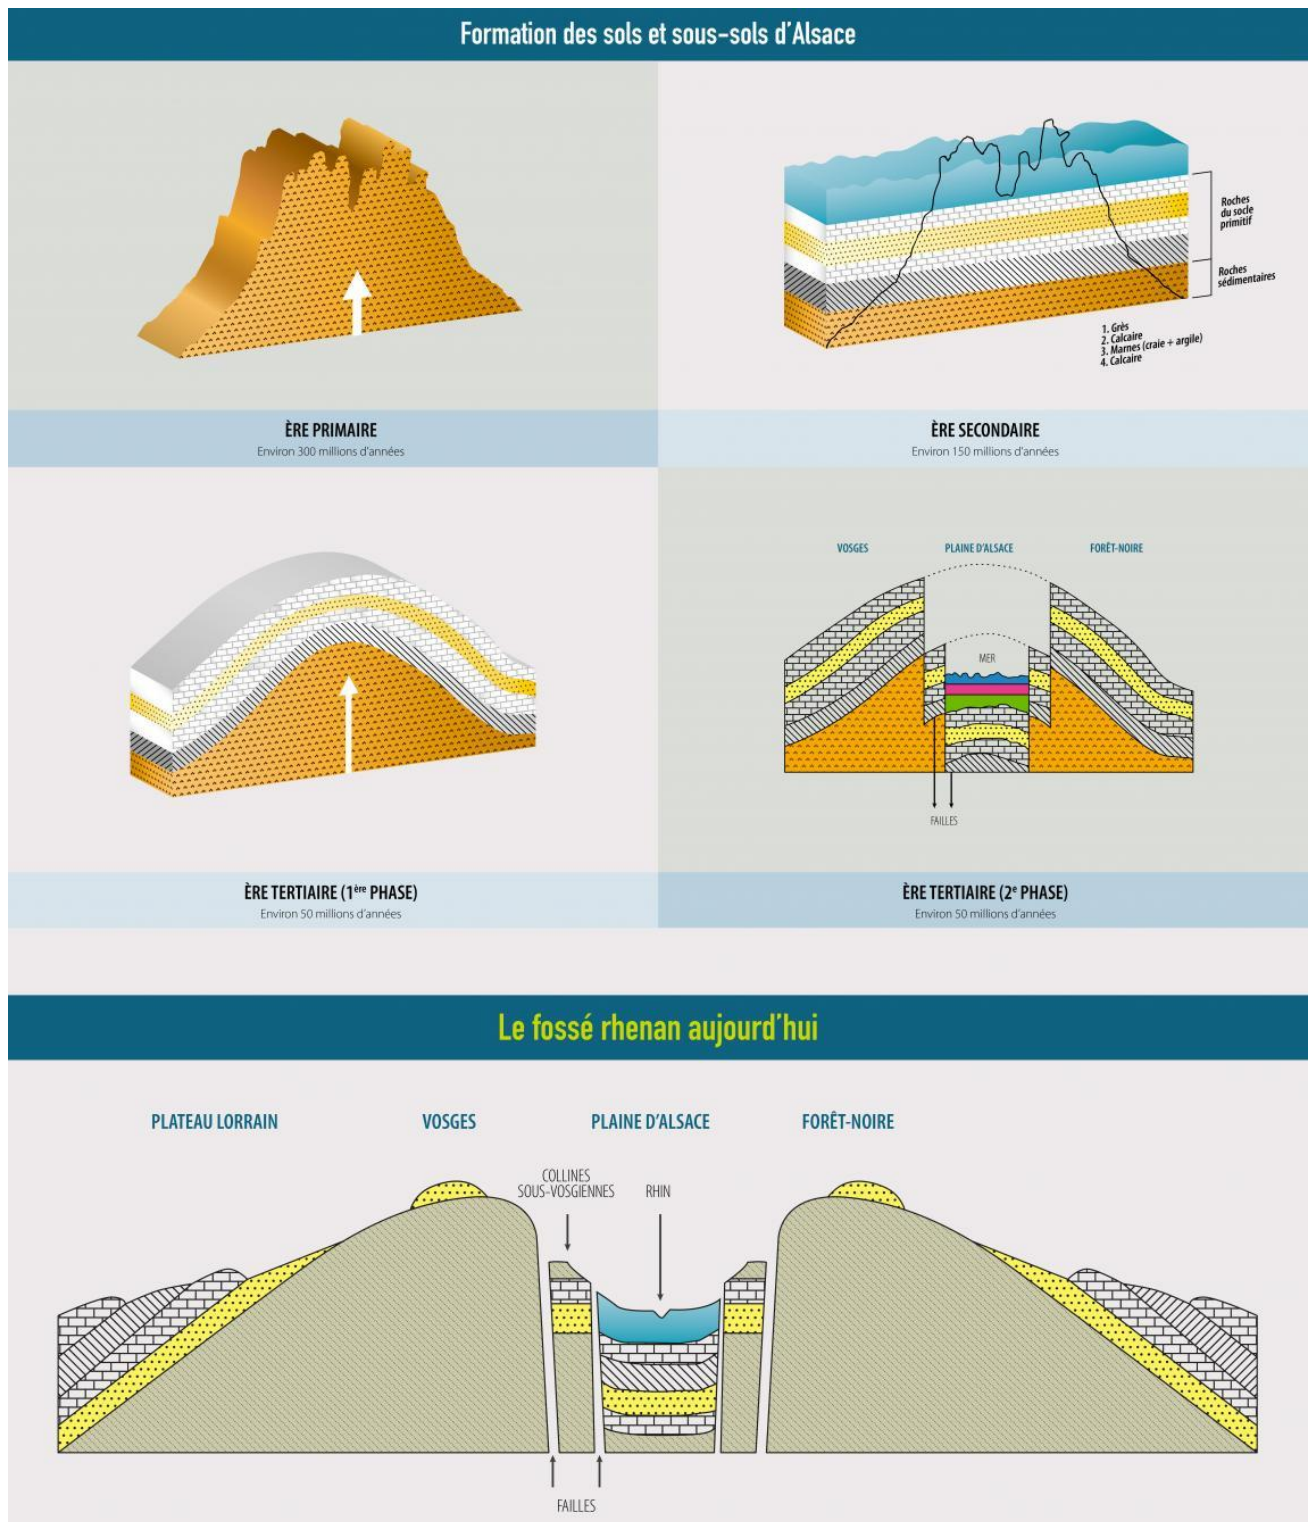 Formation des sols et sous-sols d'Alsace
Roches
du socle
primitif
Roches
sédimentaires
1. Grès
2. Calcaire
3. Marnes (craie + argile)
4. Calcaire
ÈRE PRIMAIRE
Environ 300 millions d'années
ÈRE SECONDAIRE
Environ 150 millions d'années
VOSGES
PLAINE D'ALSACE
FORÊT-NOIRE
MER
FAILLES
ÈRE TERTIAIRE (1ère PHASE)
Environ 50 millions d'années
ÈRE TERTIAIRE (2e PHASE)
Environ 50 millions d'années
Le fossé rhenan aujourd'hui
PLATEAU LORRAIN
VOSGES
PLAINE D'ALSACE
FORÊT-NOIRE
COLLINES
SOUS-VOSGIENNES
RHIN
FAILLES